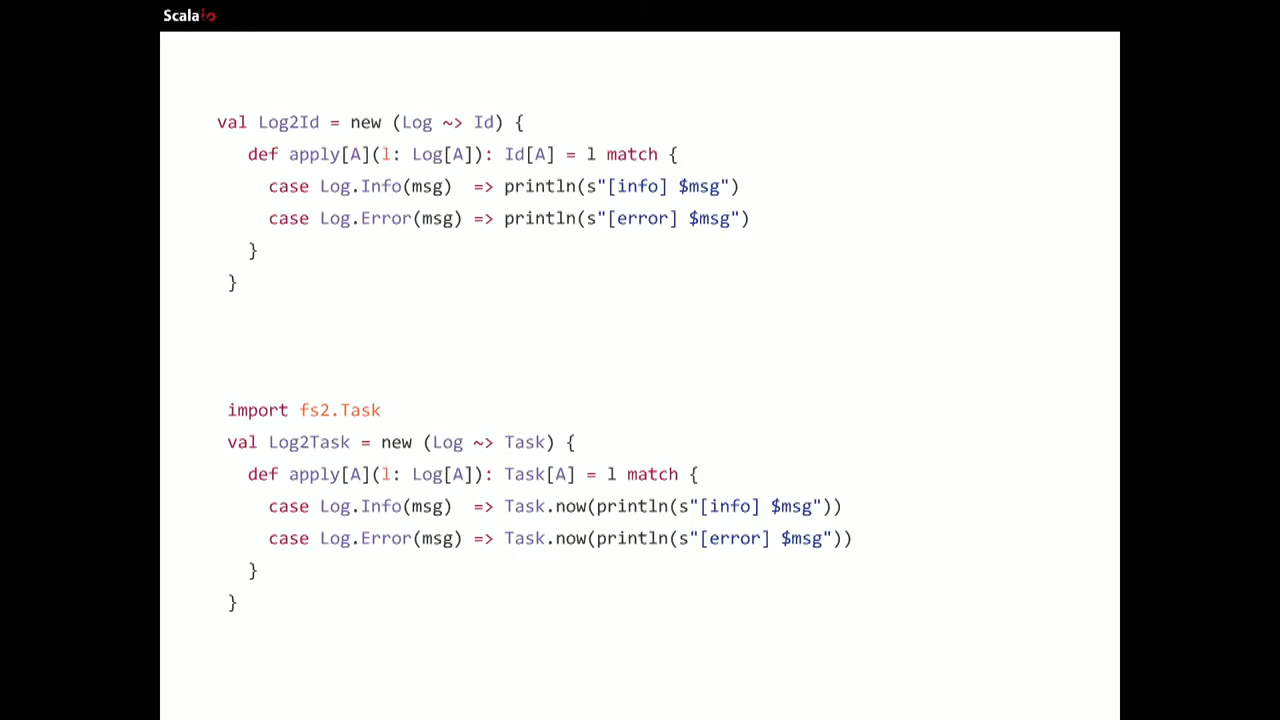 Scala.io
val Log2Id = new (Log ~> Id) {
def apply[A](l: Log[A]): Id[A] = l match {
case Log.Info(msg) => println(s"[info] $msg")
case Log.Error(msg) => println(s"[error] $msg")
}
}
import fs2.Task
val Log2Task = new (Log ~> Task) {
def apply[A](l: Log[A]): Task[A] = l match {
case Log.Info(msg) => Task.now(println(s"[info] $msg"))
case Log.Error(msg) => Task.now(println(s"[error] $msg"))
}
}